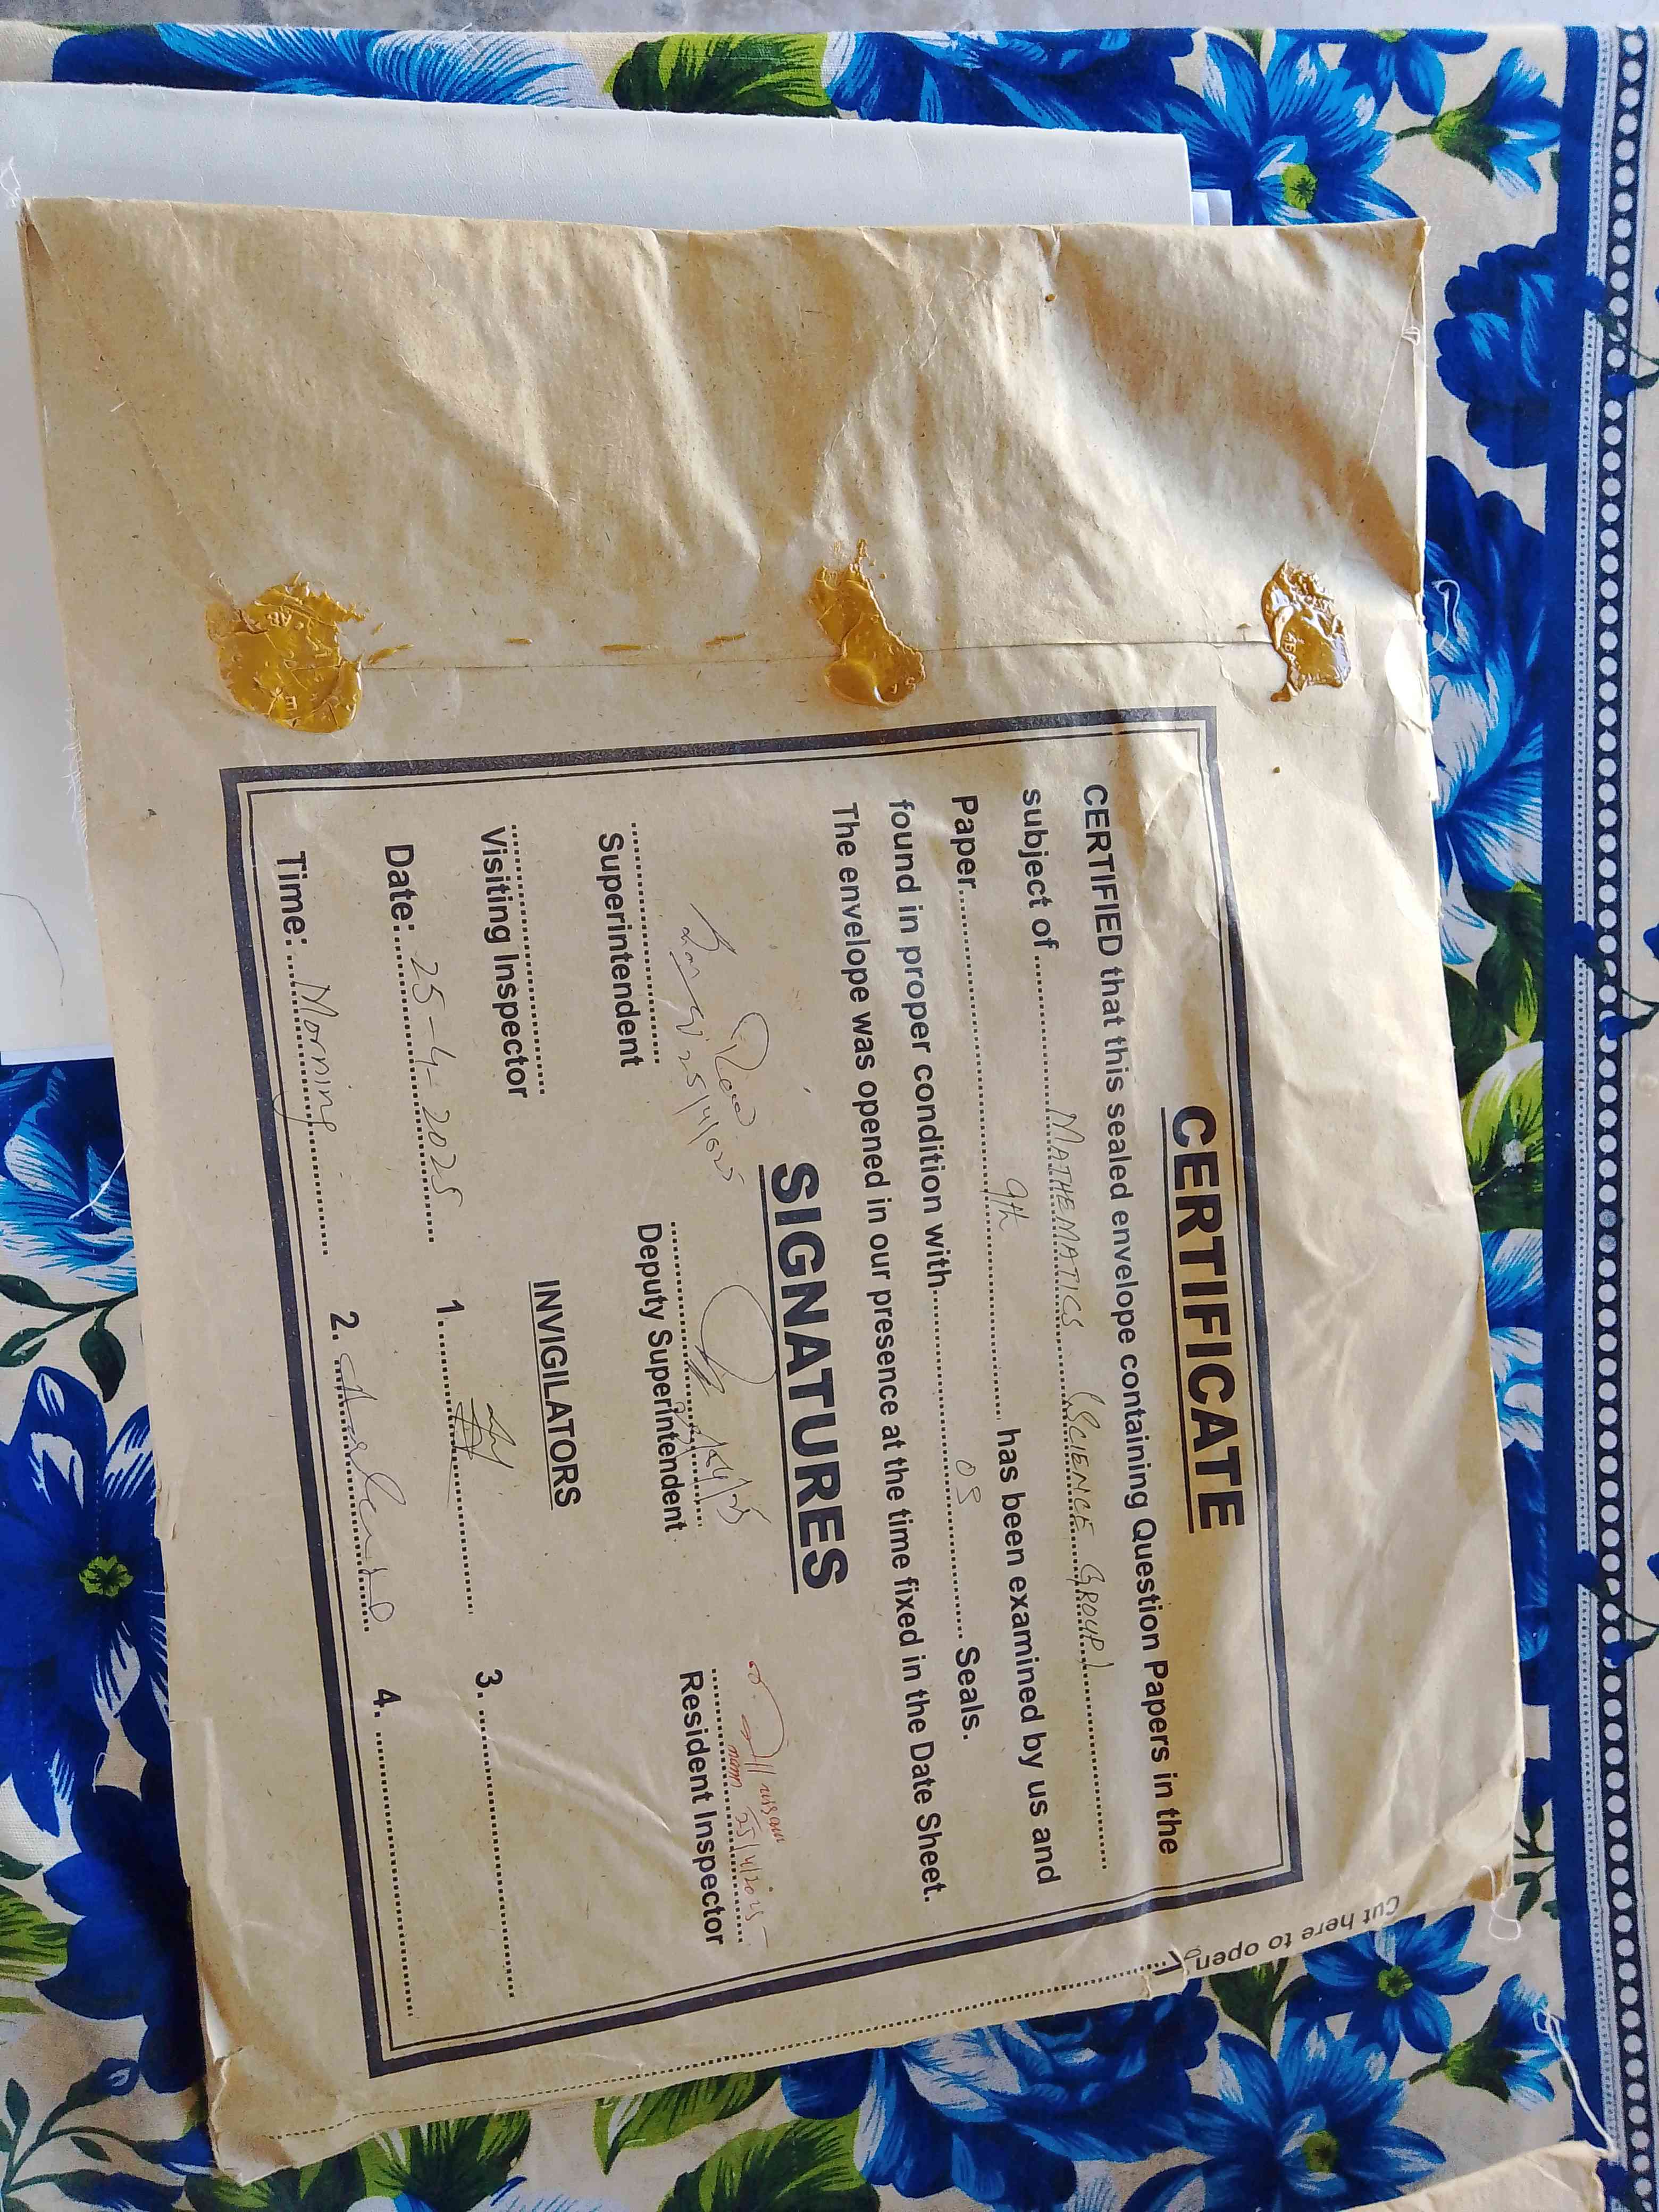 CERTIFICATE
CERTIFIED that this sealed envelope containing Question Papers in the
subject of MATHEMATICS (SCIENCE GROUP)
Paper 9th has been examined by us and
found in proper condition with 05 Seals.
The envelope was opened in our presence at the time fixed in the Date Sheet.
SIGNATURES
25/4/025
25/4/2025
Superintendent Deputy Superintendent Resident Inspector
Visiting Inspector
INVIGILATORS
Date: 25-4-2025 1. 3.
Time: Morning 2. 4.
Cut here to open